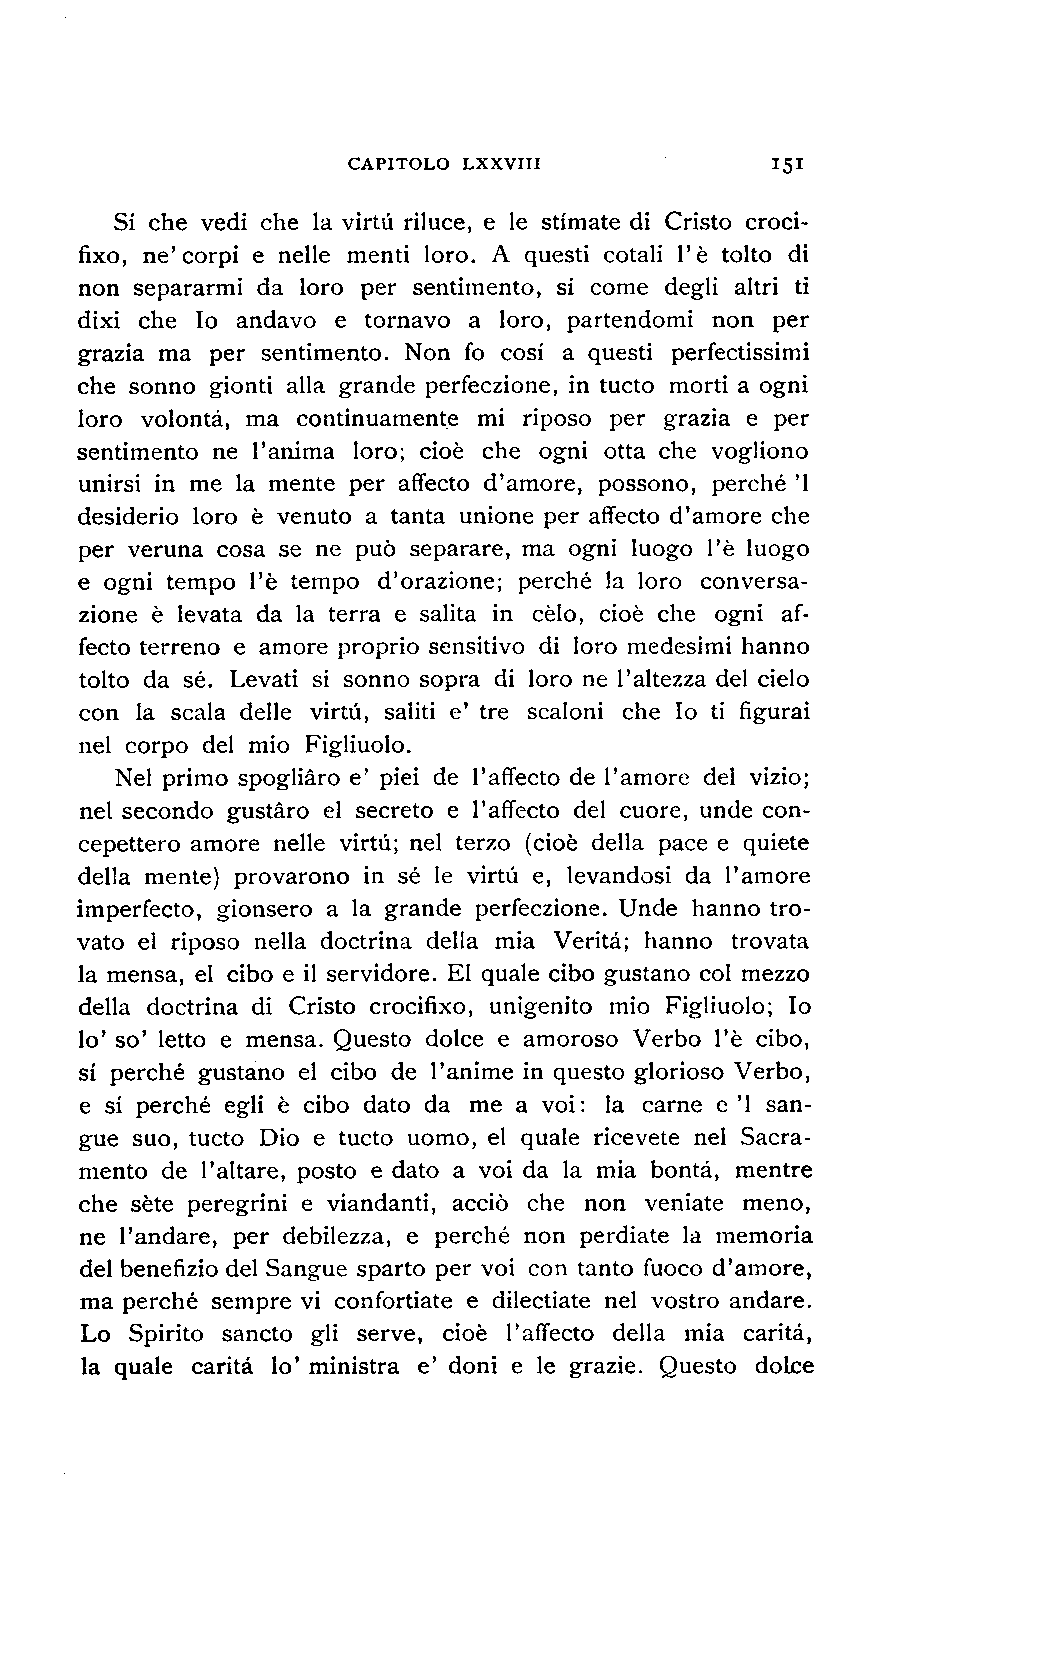 CAPITOLO LXXVIII 151
Sí che vedi che la virtú riluce, e le stímate di Cristo croci-
fixo, ne' corpi e nelle menti loro. A questi cotali l'è tolto di
non separarmi da loro per sentimento, sí come degli altri ti
dixi che Io andavo e tornavo a loro, partendomi non per
grazia ma per sentimento. Non fo cosí a questi perfectissimi
che sonno gionti alla grande perfeczione, in tucto morti a ogni
loro volontá, ma continuamente mi riposo per grazia e per
sentimento ne l'anima loro; cioè che ogni otta che vogliono
unirsi in me la mente per affecto d'amore, possono, perché 'l
desiderio loro è venuto a tanta unione per affecto d'amore che
per veruna cosa se ne può separare, ma ogni luogo l'è luogo
e ogni tempo l'è tempo d'orazione; perché la loro conversa-
zione è levata da la terra e salita in cèlo, cioè che ogni af-
fecto terreno e amore proprio sensitivo di loro medesimi hanno
tolto da sé. Levati si sonno sopra di loro ne l'altezza del cielo
con la scala delle virtú, saliti e' tre scaloni che Io ti figurai
nel corpo del mio Figliuolo.
Nel primo spogliâro e' piei de l'affecto de l'amore del vizio;
nel secondo gustâro el secreto e l'affecto del cuore, unde con-
cepettero amore nelle virtú; nel terzo (cioè della pace e quiete
della mente) provarono in sé le virtú e, levandosi da l'amore
imperfecto, gionsero a la grande perfeczione. Unde hanno tro-
vato el riposo nella doctrina della mia Veritá; hanno trovata
la mensa, el cibo e il servidore. El quale cibo gustano col mezzo
della doctrina di Cristo crocifixo, unigenito mio Figliuolo; Io
lo' so' letto e mensa. Questo dolce e amoroso Verbo l'è cibo,
sí perché gustano el cibo de l'anime in questo glorioso Verbo,
e sí perché egli è cibo dato da me a voi: la carne e 'l san-
gue suo, tucto Dio e tucto uomo, el quale ricevete nel Sacra-
mento de l'altare, posto e dato a voi da la mia bontá, mentre
che sète peregrini e viandanti, acciò che non veniate meno,
ne l'andare, per debilezza, e perché non perdiate la memoria
del benefizio del Sangue sparto per voi con tanto fuoco d'amore,
ma perché sempre vi confortiate e dilectiate nel vostro andare.
Lo Spirito sancto gli serve, cioè l'affecto della mia caritá,
la quale caritá lo' ministra e' doni e le grazie. Questo dolce